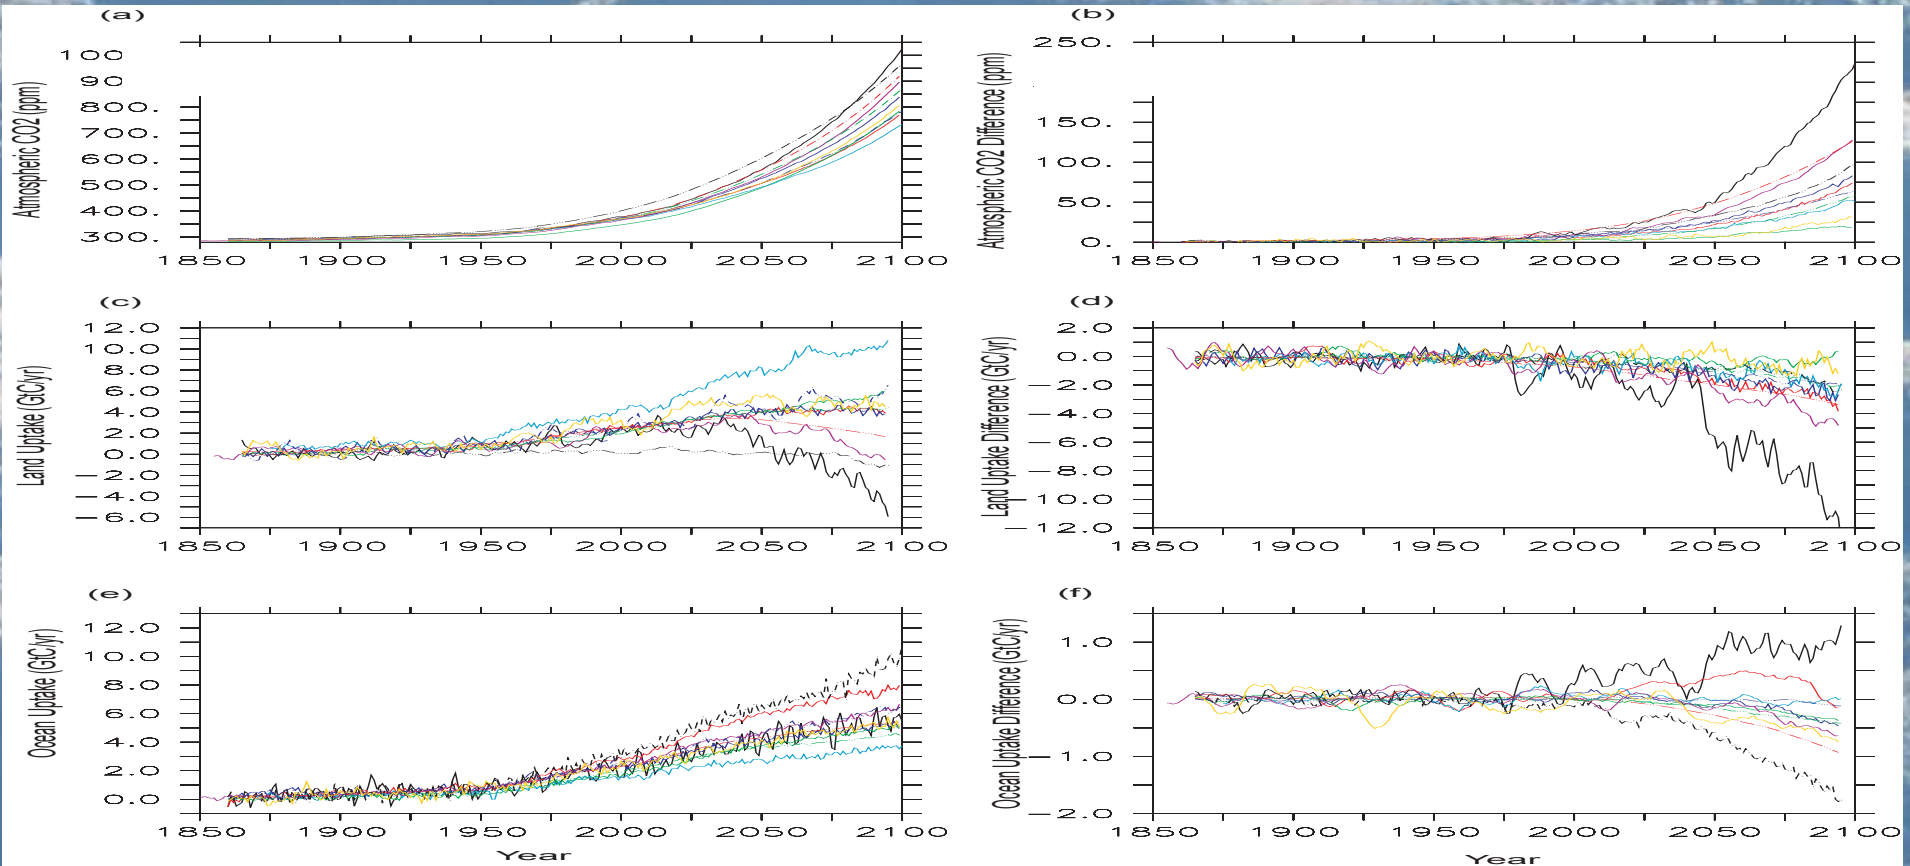 (a)
Atmospheric CO2 (ppm)
100
90
800.
700.
600.
500.
400.
300.
1850 1900 1950 2000 2050 2100
(b)
Atmospheric CO2 Difference (ppm)
250.
150.
100.
50.
0.
1850 1900 1950 2000 2050 2100
(c)
Land Uptake (GtC/yr)
12.0
10.0
8.0
6.0
4.0
2.0
0.0
−2.0
−4.0
−6.0
1850 1900 1950 2000 2050 2100
(d)
Land Uptake Difference (GtC/yr)
2.0
0.0
−2.0
−4.0
−6.0
−8.0
−10.0
−12.0
1850 1900 1950 2000 2050 2100
(e)
Ocean Uptake (GtC/yr)
12.0
10.0
8.0
6.0
4.0
2.0
0.0
1850 1900 1950 2000 2050 2100
Year
(f)
Ocean Uptake Difference (GtC/yr)
1.0
0.0
−1.0
−2.0
1850 1900 1950 2000 2050 2100
Year